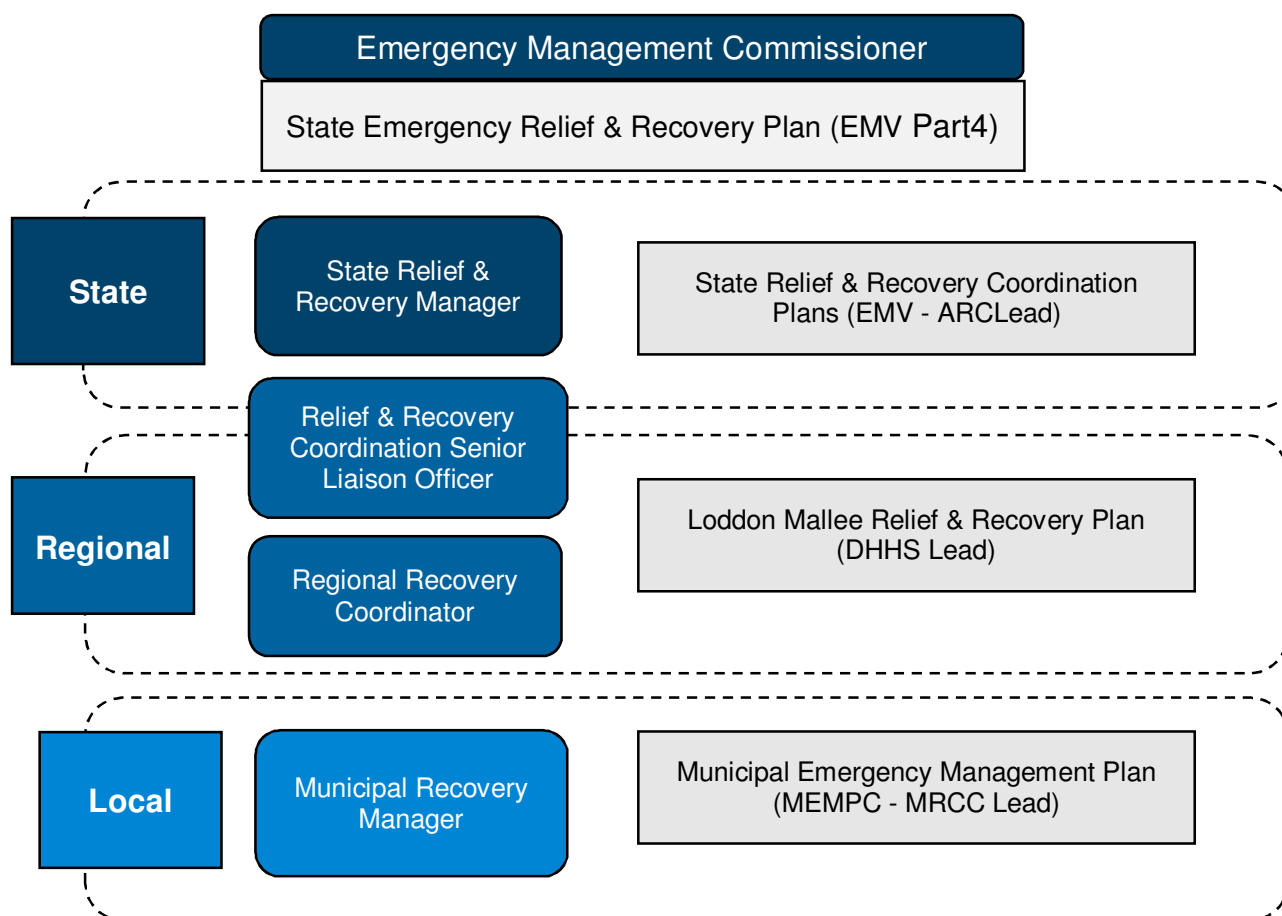 Emergency Management Commissioner
State Emergency Relief & Recovery Plan (EMV Part4)
State
State Relief &
Recovery Manager
State Relief & Recovery Coordination
Plans (EMV - ARCLead)
Relief & Recovery
Coordination Senior
Liaison Officer
Regional
Loddon Mallee Relief & Recovery Plan
(DHHS Lead)
Regional Recovery
Coordinator
Local
Municipal Recovery
Manager
Municipal Emergency Management Plan
(MEMPC - MRCC Lead)